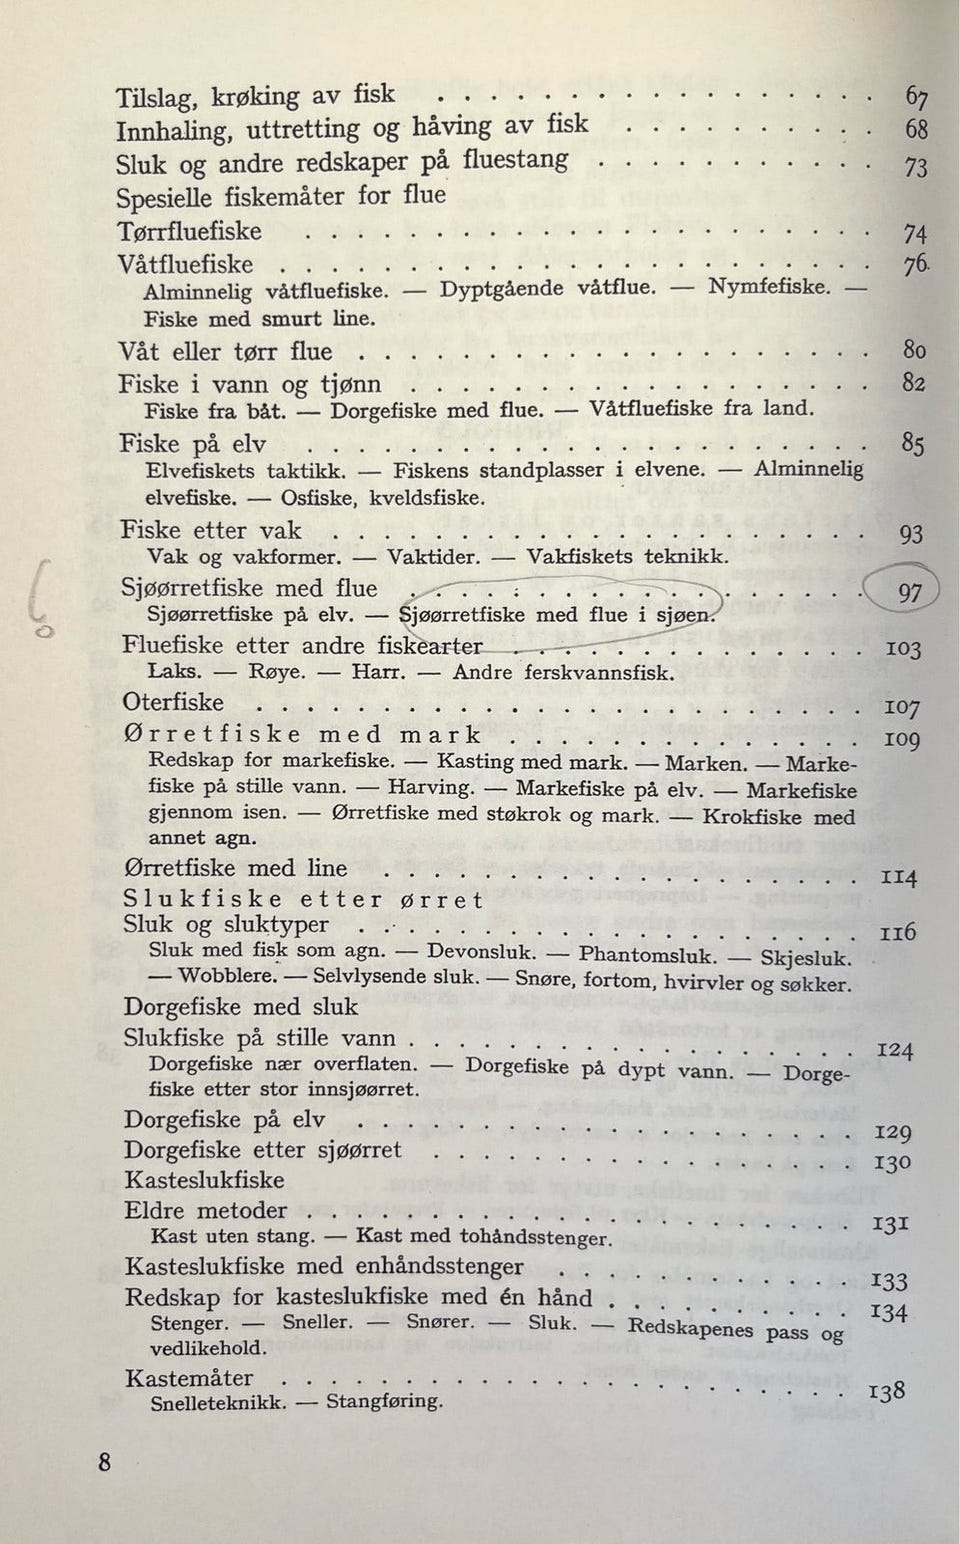 Tilslag, krøking av fisk . . . . . . . . . . . . . . . . . 67
Innhaling, uttretting og håving av fisk . . . . . . . . . . 68
Sluk og andre redskaper på fluestang . . . . . . . . . . . 73
Spesielle fiskemåter for flue
Tørrfluefiske . . . . . . . . . . . . . . . . . . . . . . 74
Våtfluefiske . . . . . . . . . . . . . . . . . . . . . . . 76
Alminnelig våtfluefiske. — Dyptgående våtflue. — Nymfefiske. —
Fiske med smurt line.
Våt eller tørr flue . . . . . . . . . . . . . . . . . . . . 80
Fiske i vann og tjønn . . . . . . . . . . . . . . . . . . 82
Fiske fra båt. — Dorgefiske med flue. — Våtfluefiske fra land.
Fiske på elv . . . . . . . . . . . . . . . . . . . . . . 85
Elvefiskets taktikk. — Fiskens standplasser i elvene. — Alminnelig
elvefiske. — Osfiske, kveldsfiske.
Fiske etter vak . . . . . . . . . . . . . . . . . . . . . 93
Vak og vakformer. — Vaktider. — Vakfiskets teknikk.
Sjøørretfiske med flue . . . . . . . . . . . . . . . . . . 97
Sjøørretfiske på elv. — Sjøørretfiske med flue i sjøen.
Fluefiske etter andre fiskearter . . . . . . . . . . . . . . 103
Laks. — Røye. — Harr. — Andre ferskvannsfisk.
Oterfiske . . . . . . . . . . . . . . . . . . . . . . . . 107
Ørretfiske med mark . . . . . . . . . . . . . . 109
Redskap for markefiske. — Kasting med mark. — Marken. — Marke-
fiske på stille vann. — Harving. — Markefiske på elv. — Markefiske
gjennom isen. — Ørretfiske med støkrok og mark. — Krokfiske med
annet agn.
Ørretfiske med line . . . . . . . . . . . . . . . . . . . 114
Slukfiske etter ørret
Sluk og sluktyper . . . . . . . . . . . . . . . . . . . . 116
Sluk med fisk som agn. — Devonsluk. — Phantomsluk. — Skjesluk.
— Wobblere. — Selvlysende sluk. — Snøre, fortom, hvirvler og søkker.
Dorgefiske med sluk
Slukfiske på stille vann . . . . . . . . . . . . . . . . . . 124
Dorgefiske nær overflaten. — Dorgefiske på dypt vann. — Dorge-
fiske etter stor innsjøørret.
Dorgefiske på elv . . . . . . . . . . . . . . . . . . . . 129
Dorgefiske etter sjøørret . . . . . . . . . . . . . . . . . 130
Kasteslukfiske
Eldre metoder . . . . . . . . . . . . . . . . . . . . . . 131
Kast uten stang. — Kast med tohåndsstenger.
Kasteslukfiske med enhåndsstenger . . . . . . . . . . . . 133
Redskap for kasteslukfiske med én hånd . . . . . . . . . . 134
Stenger. — Sneller. — Snører. — Sluk. — Redskapenes pass og
vedlikehold.
Kastemåter . . . . . . . . . . . . . . . . . . . . . . . 138
Snelleteknikk. — Stangføring.
8